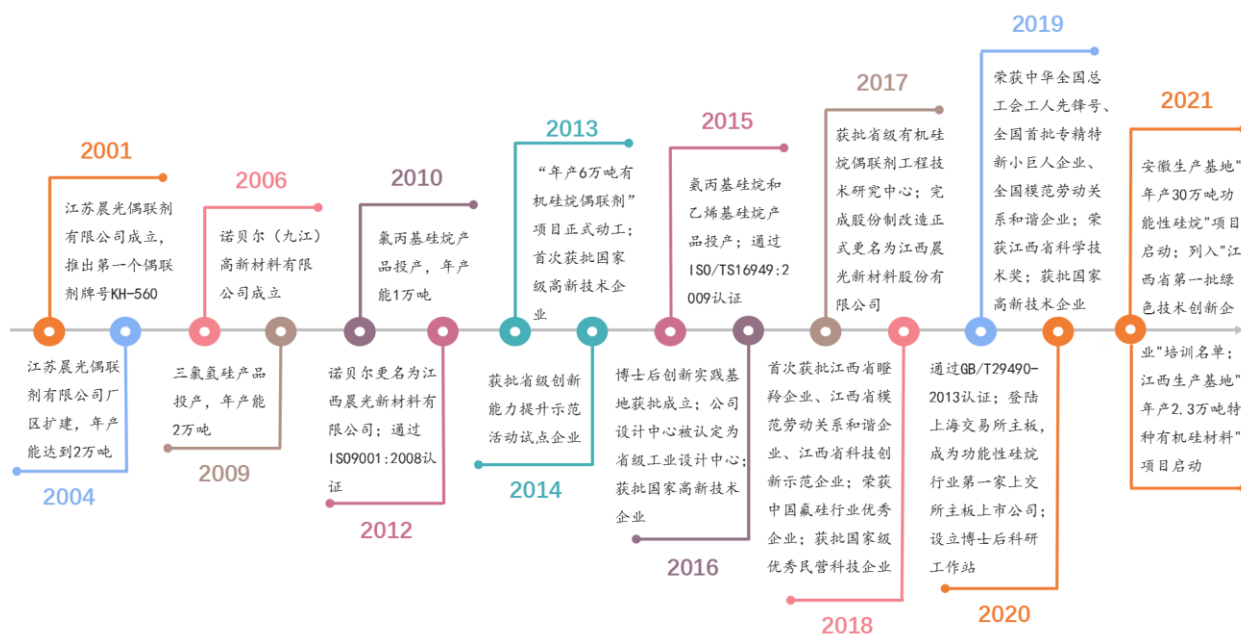 2001
江苏晨光偶联剂
有限公司成立，
推出第一个偶联
剂牌号KH-560
江苏晨光偶联
剂有限公司厂
区扩建，年产
能达到2万吨
2004
2006
诺贝尔（九江）
高新材料有限
公司成立
三氯氢硅产品
投产，年产能
2万吨
2009
2010
氨丙基硅烷产
品投产，年产
能1万吨
诺贝尔更名为江
西晨光新材料有
限公司；通过
ISO9001:2008认
证
2012
2013
“年产6万吨有
机硅烷偶联剂”
项目正式动工；
首次获批国家
级高新技术企
业
获批省级创新
能力提升示范
活动试点企业
2014
2015
氨丙基硅烷和
乙烯基硅烷产
品投产；通过
ISO/TS16949:2
009认证
博士后创新实践基
地获批成立；公司
设计中心被认定为
省级工业设计中心；
获批国家高新技术
企业
2016
2017
获批省级有机硅
烷偶联剂工程技
术研究中心；完
成股份制改造正
式更名为江西晨
光新材料股份有
限公司
首次获批江西省瞪
羚企业、江西省模
范劳动关系和谐企
业、江西省科技创
新示范企业；荣获
中国氟硅行业优秀
企业；获批国家级
优秀民营科技企业
2018
2019
荣获中华全国总
工会工人先锋号、
全国首批专精特
新小巨人企业、
全国模范劳动关
系和谐企业；荣
获江西省科学技
术奖；获批国家
高新技术企业
通过GB/T29490-
2013认证；登陆
上海交易所主板，
成为功能性硅烷
行业第一家上交
所主板上市公司；
设立博士后科研
工作站
2020
2021
安徽生产基地"
年产30万吨功
能性硅烷"项目
启动；列入"江
西省第一批绿
色技术创新企
业"培训名单；
江西生产基地"
年产2.3万吨特
种有机硅材料"
项目启动